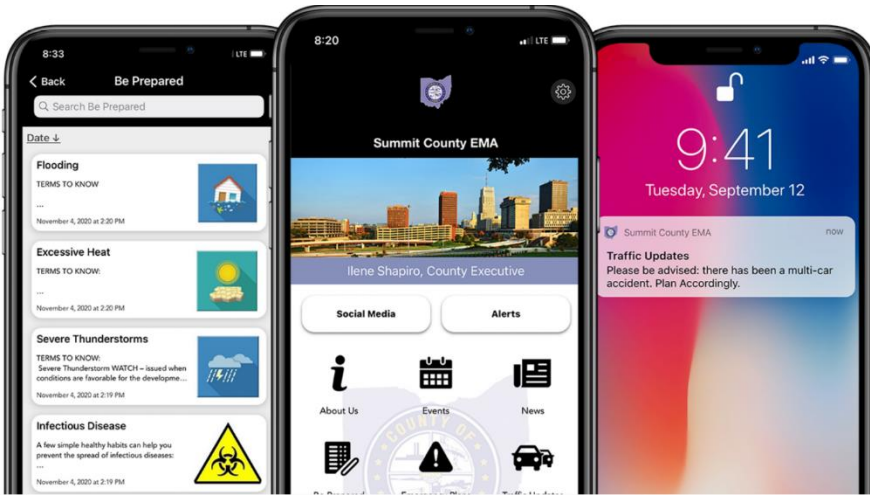 8:33
LTE
Back
Be Prepared
Search Be Prepared
Date ↓
Flooding
TERMS TO KNOW
...
November 4, 2020 at 2:20 PM
Excessive Heat
TERMS TO KNOW:
...
November 4, 2020 at 2:20 PM
Severe Thunderstorms
TERMS TO KNOW:
Severe Thunderstorm WATCH – issued when
conditions are favorable for the developme...
November 4, 2020 at 2:19 PM
Infectious Disease
A few simple healthy habits can help you
prevent the spread of infectious diseases:
...
November 4, 2020 at 2:19 PM
8:20
LTE
Summit County EMA
Ilene Shapiro, County Executive
Social Media
Alerts
About Us
Events
News
COUNTY OF
Be Prepared
Traffic Updates
9:41
Tuesday, September 12
Summit County EMA
now
Traffic Updates
Please be advised: there has been a multi-car
accident. Plan Accordingly.